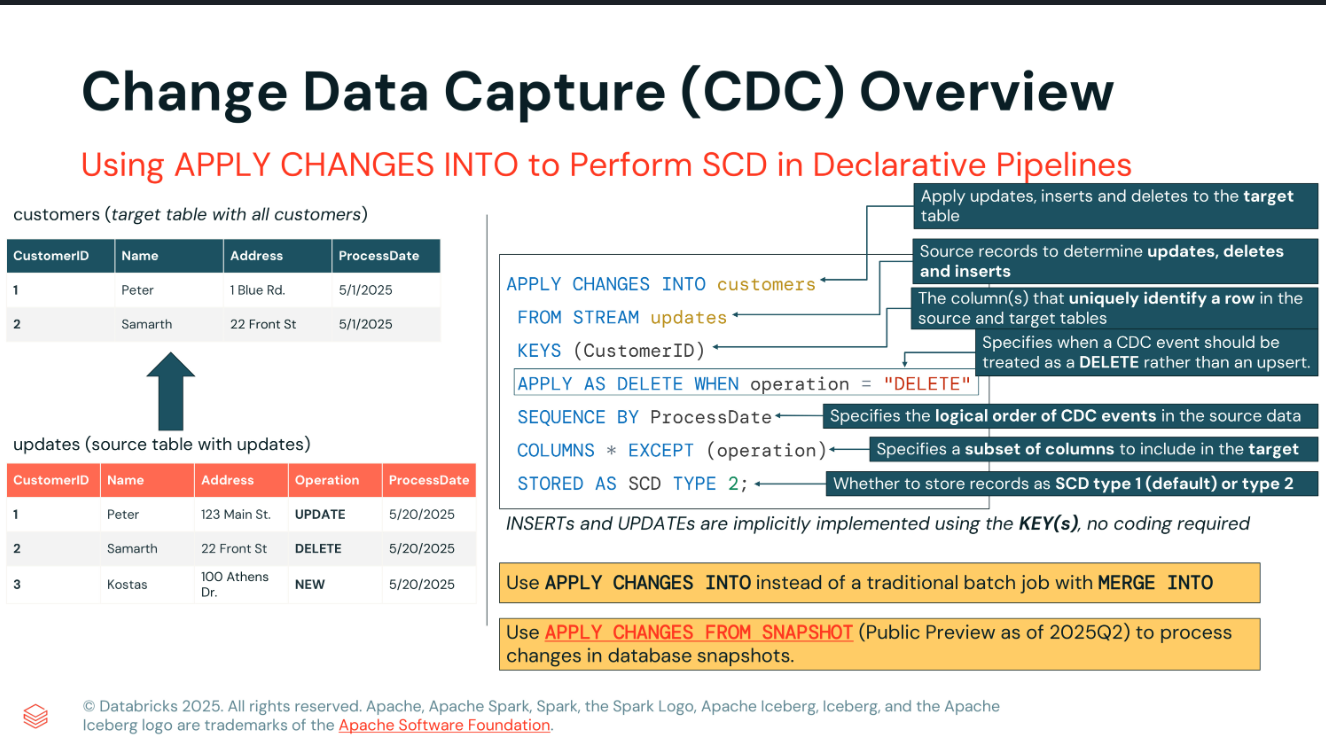 Change Data Capture (CDC) Overview
Using APPLY CHANGES INTO to Perform SCD in Declarative Pipelines
customers (target table with all customers)
CustomerID Name Address ProcessDate
1 Peter 1 Blue Rd. 5/1/2025
2 Samarth 22 Front St 5/1/2025
updates (source table with updates)
CustomerID Name Address Operation ProcessDate
1 Peter 123 Main St. UPDATE 5/20/2025
2 Samarth 22 Front St DELETE 5/20/2025
3 Kostas 100 Athens Dr. NEW 5/20/2025
APPLY CHANGES INTO customers
FROM STREAM updates
KEYS (CustomerID)
APPLY AS DELETE WHEN operation = "DELETE"
SEQUENCE BY ProcessDate
COLUMNS * EXCEPT (operation)
STORED AS SCD TYPE 2;
Apply updates, inserts and deletes to the target
table
Source records to determine updates, deletes
and inserts
The column(s) that uniquely identify a row in the
source and target tables
Specifies when a CDC event should be
treated as a DELETE rather than an upsert.
Specifies the logical order of CDC events in the source data
Specifies a subset of columns to include in the target
Whether to store records as SCD type 1 (default) or type 2
INSERTs and UPDATEs are implicitly implemented using the KEY(s), no coding required
Use APPLY CHANGES INTO instead of a traditional batch job with MERGE INTO
Use APPLY CHANGES FROM SNAPSHOT (Public Preview as of 2025Q2) to process
changes in database snapshots.
© Databricks 2025. All rights reserved. Apache, Apache Spark, Spark, the Spark Logo, Apache Iceberg, Iceberg, and the Apache
Iceberg logo are trademarks of the Apache Software Foundation.